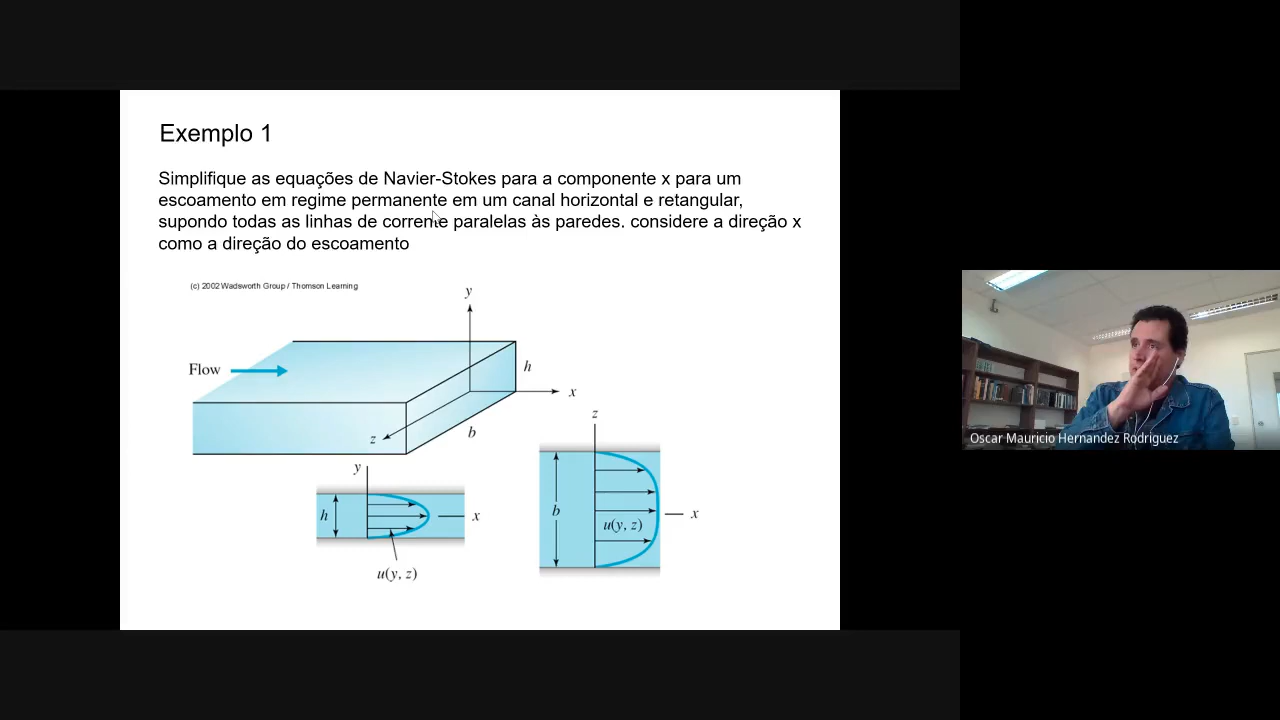 Exemplo 1
Simplifique as equações de Navier-Stokes para a componente x para um
escoamento em regime permanente em um canal horizontal e retangular,
supondo todas as linhas de corrente paralelas às paredes. considere a direção x
como a direção do escoamento
(c) 2002 Wadsworth Group / Thomson Learning
y
Flow
h
x
z
b
y
h
x
u(y, z)
z
b
u(y, z)
x
Oscar Mauricio Hernandez Rodriguez